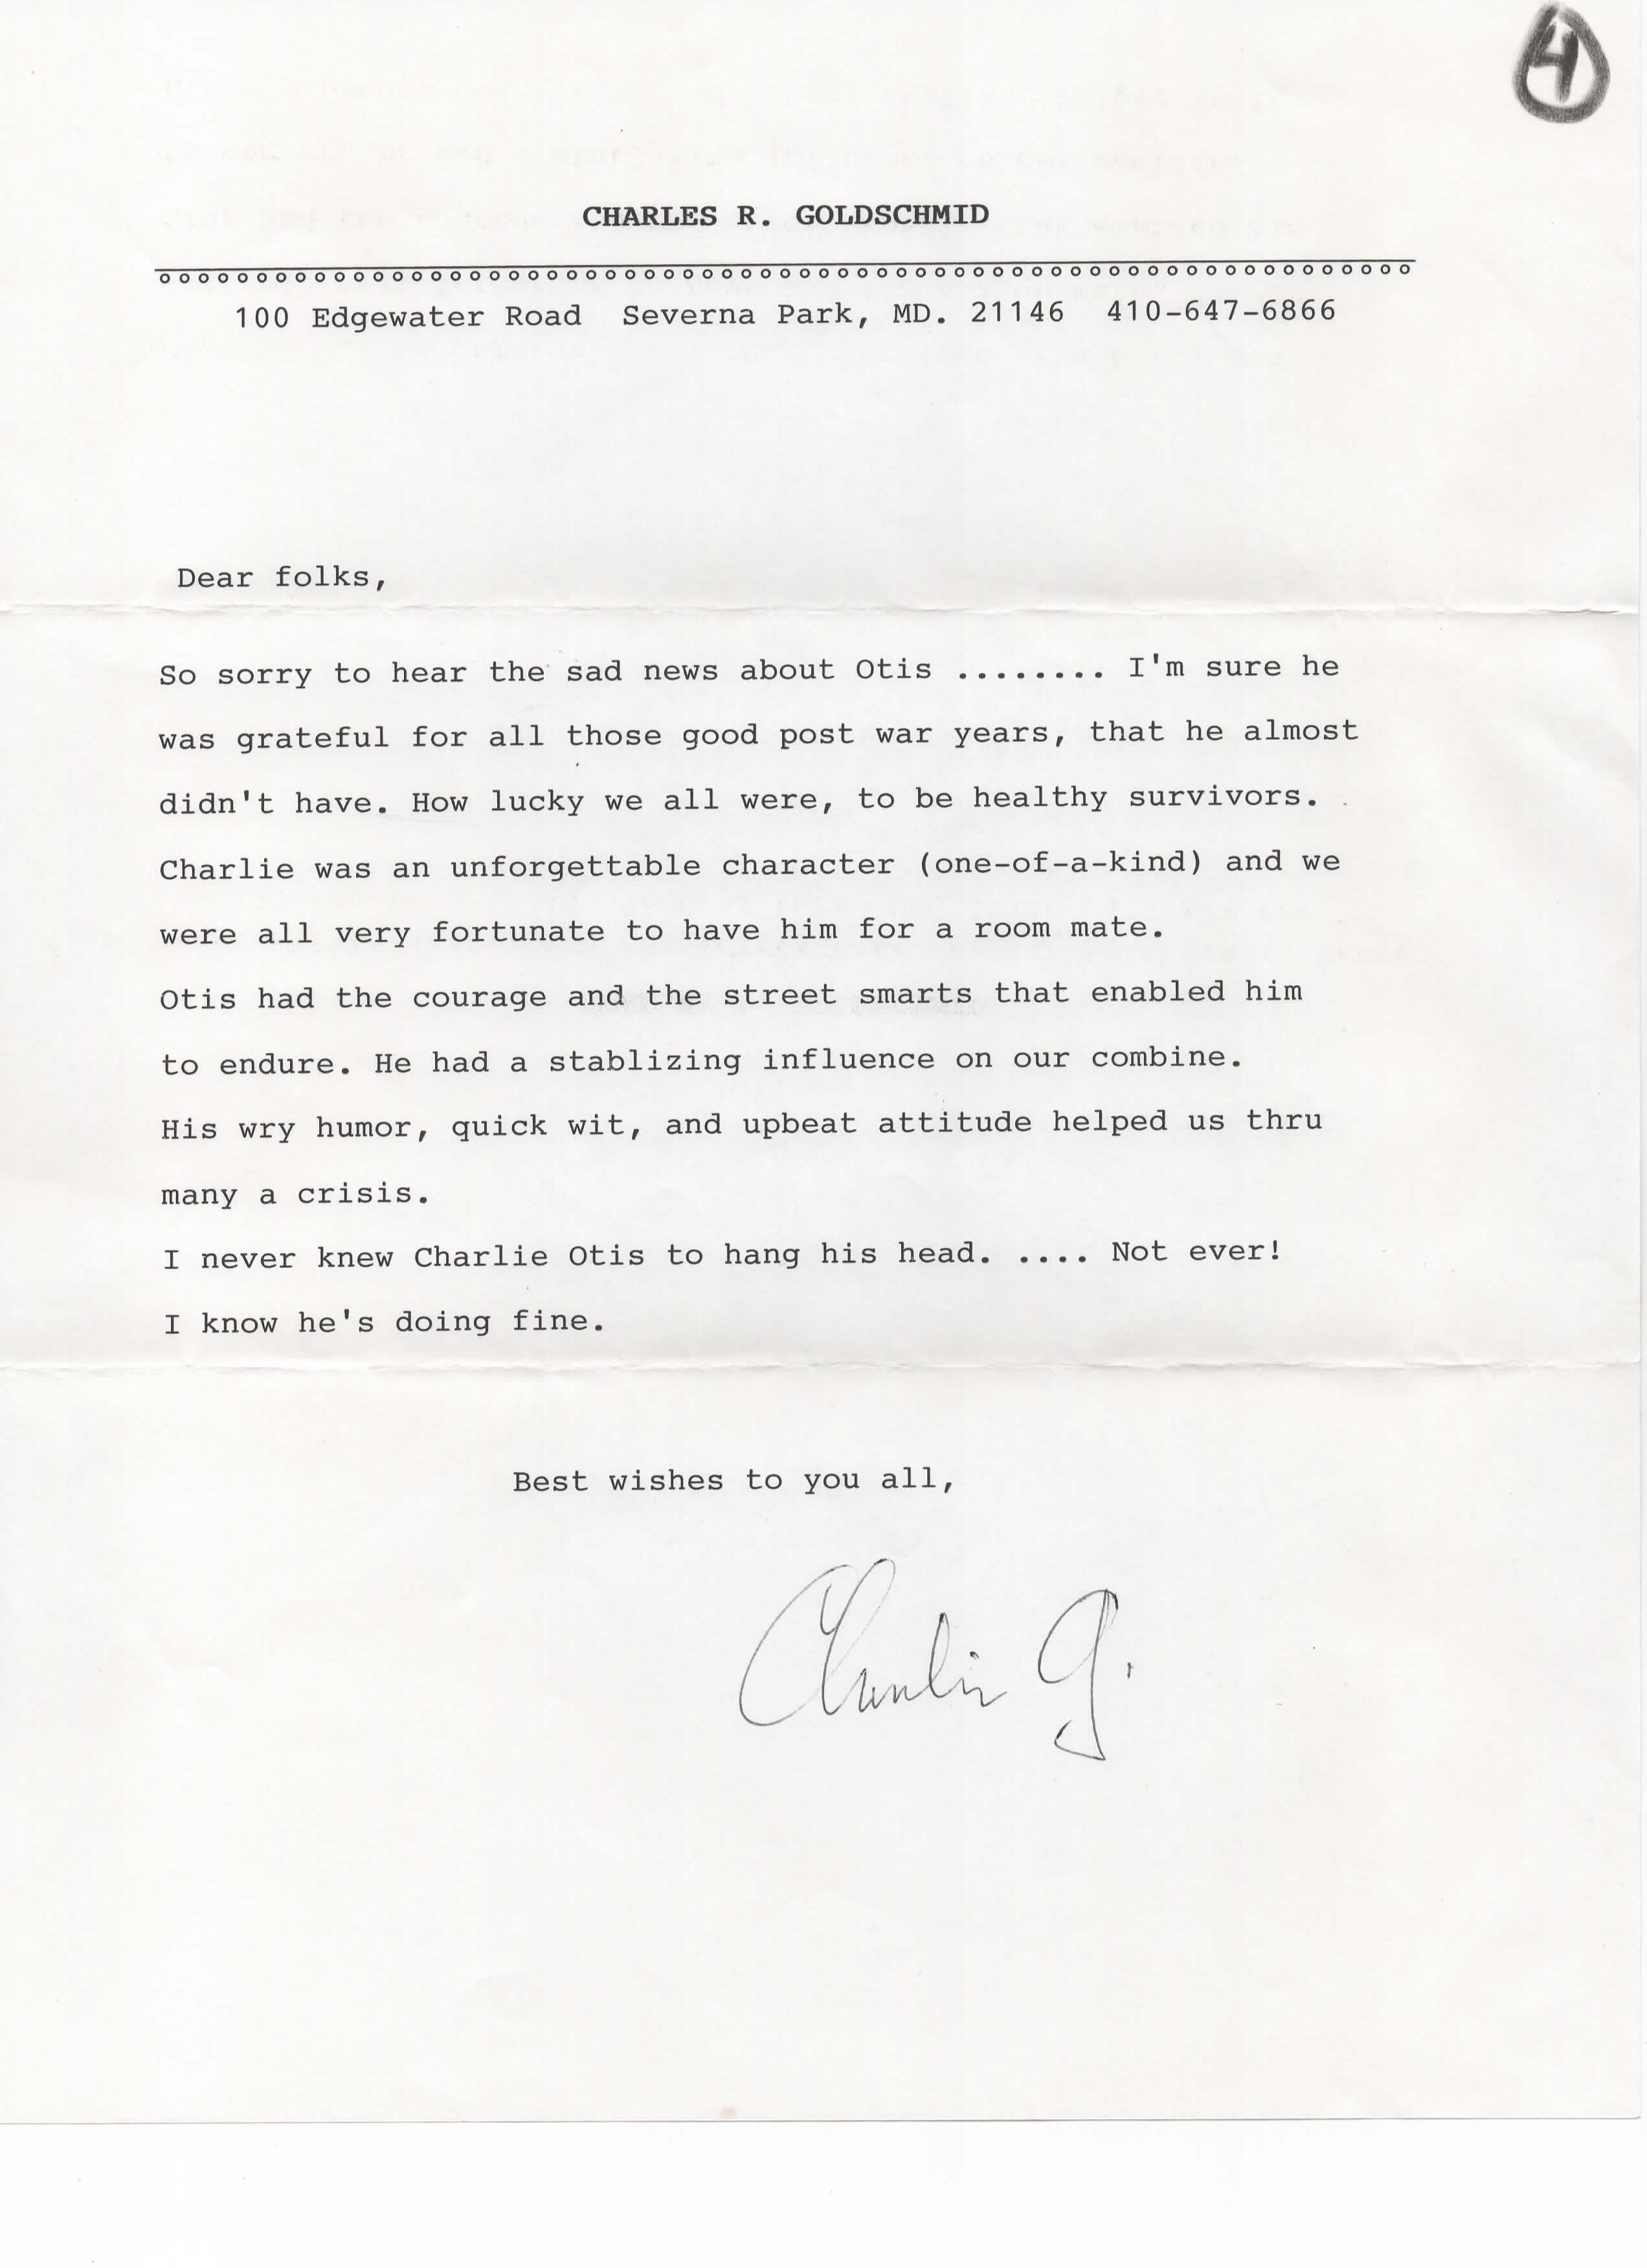 4
CHARLES R. GOLDSCHMID
100 Edgewater Road Severna Park, MD. 21146 410-647-6866
Dear folks,
So sorry to hear the sad news about Otis ........ I'm sure he
was grateful for all those good post war years, that he almost
didn't have. How lucky we all were, to be healthy survivors.
Charlie was an unforgettable character (one-of-a-kind) and we
were all very fortunate to have him for a room mate.
Otis had the courage and the street smarts that enabled him
to endure. He had a stablizing influence on our combine.
His wry humor, quick wit, and upbeat attitude helped us thru
many a crisis.
I never knew Charlie Otis to hang his head. .... Not ever!
I know he's doing fine.
Best wishes to you all,
Charlie G.